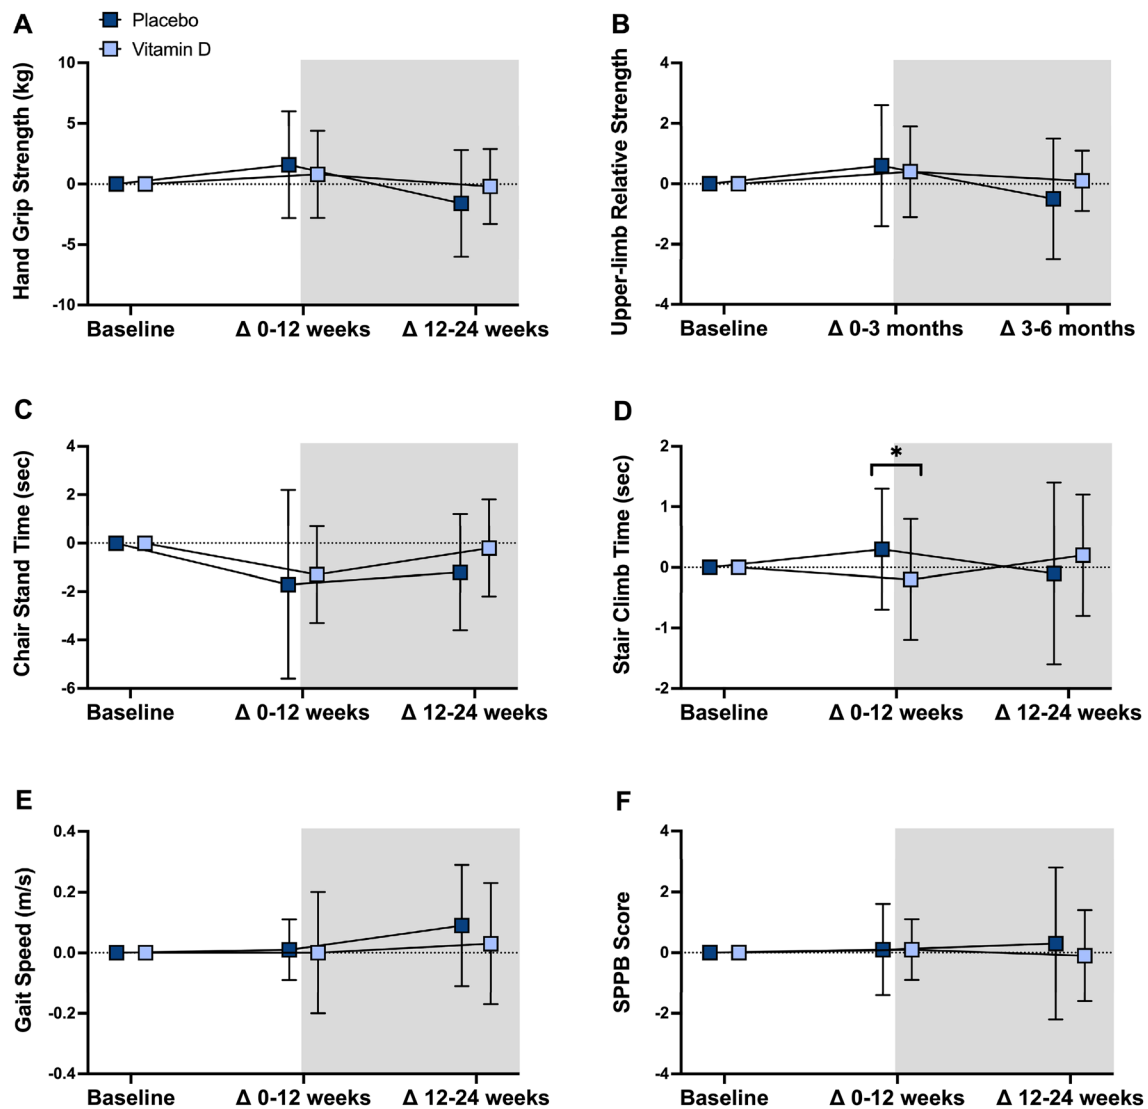 A
Placebo
Vitamin D
Hand Grip Strength (kg)
10
5
0
-5
-10
Baseline
Δ 0-12 weeks
Δ 12-24 weeks
B
Upper-limb Relative Strength
4
2
0
-2
-4
Baseline
Δ 0-3 months
Δ 3-6 months
C
Chair Stand Time (sec)
4
2
0
-2
-4
-6
Baseline
Δ 0-12 weeks
Δ 12-24 weeks
D
Stair Climb Time (sec)
2
1
0
-1
-2
*
Baseline
Δ 0-12 weeks
Δ 12-24 weeks
E
Gait Speed (m/s)
0.4
0.2
0.0
-0.2
-0.4
Baseline
Δ 0-12 weeks
Δ 12-24 weeks
F
SPPB Score
4
2
0
-2
-4
Baseline
Δ 0-12 weeks
Δ 12-24 weeks